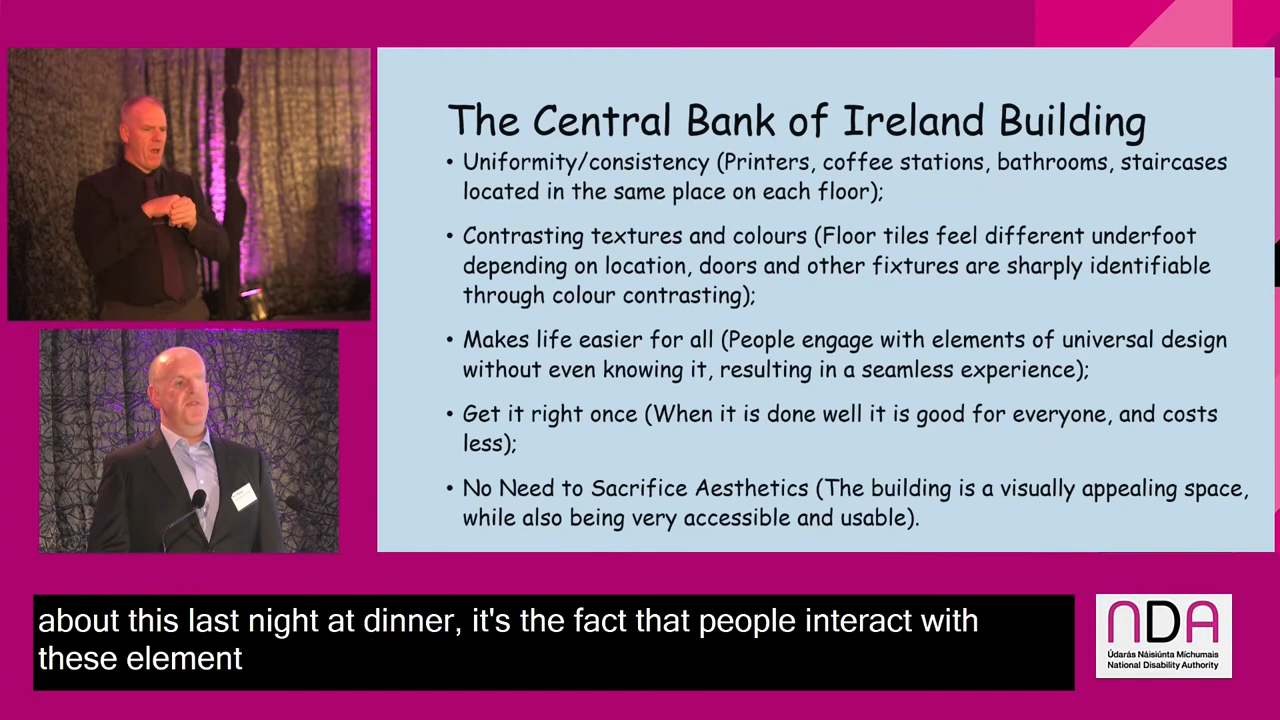 The Central Bank of Ireland Building
• Uniformity/consistency (Printers, coffee stations, bathrooms, staircases
located in the same place on each floor);
• Contrasting textures and colours (Floor tiles feel different underfoot
depending on location, doors and other fixtures are sharply identifiable
through colour contrasting);
• Makes life easier for all (People engage with elements of universal design
without even knowing it, resulting in a seamless experience);
• Get it right once (When it is done well it is good for everyone, and costs
less);
• No Need to Sacrifice Aesthetics (The building is a visually appealing space,
while also being very accessible and usable).
about this last night at dinner, it's the fact that people interact with
these element
NDA
Údarás Náisiúnta Míchumais
National Disability Authority